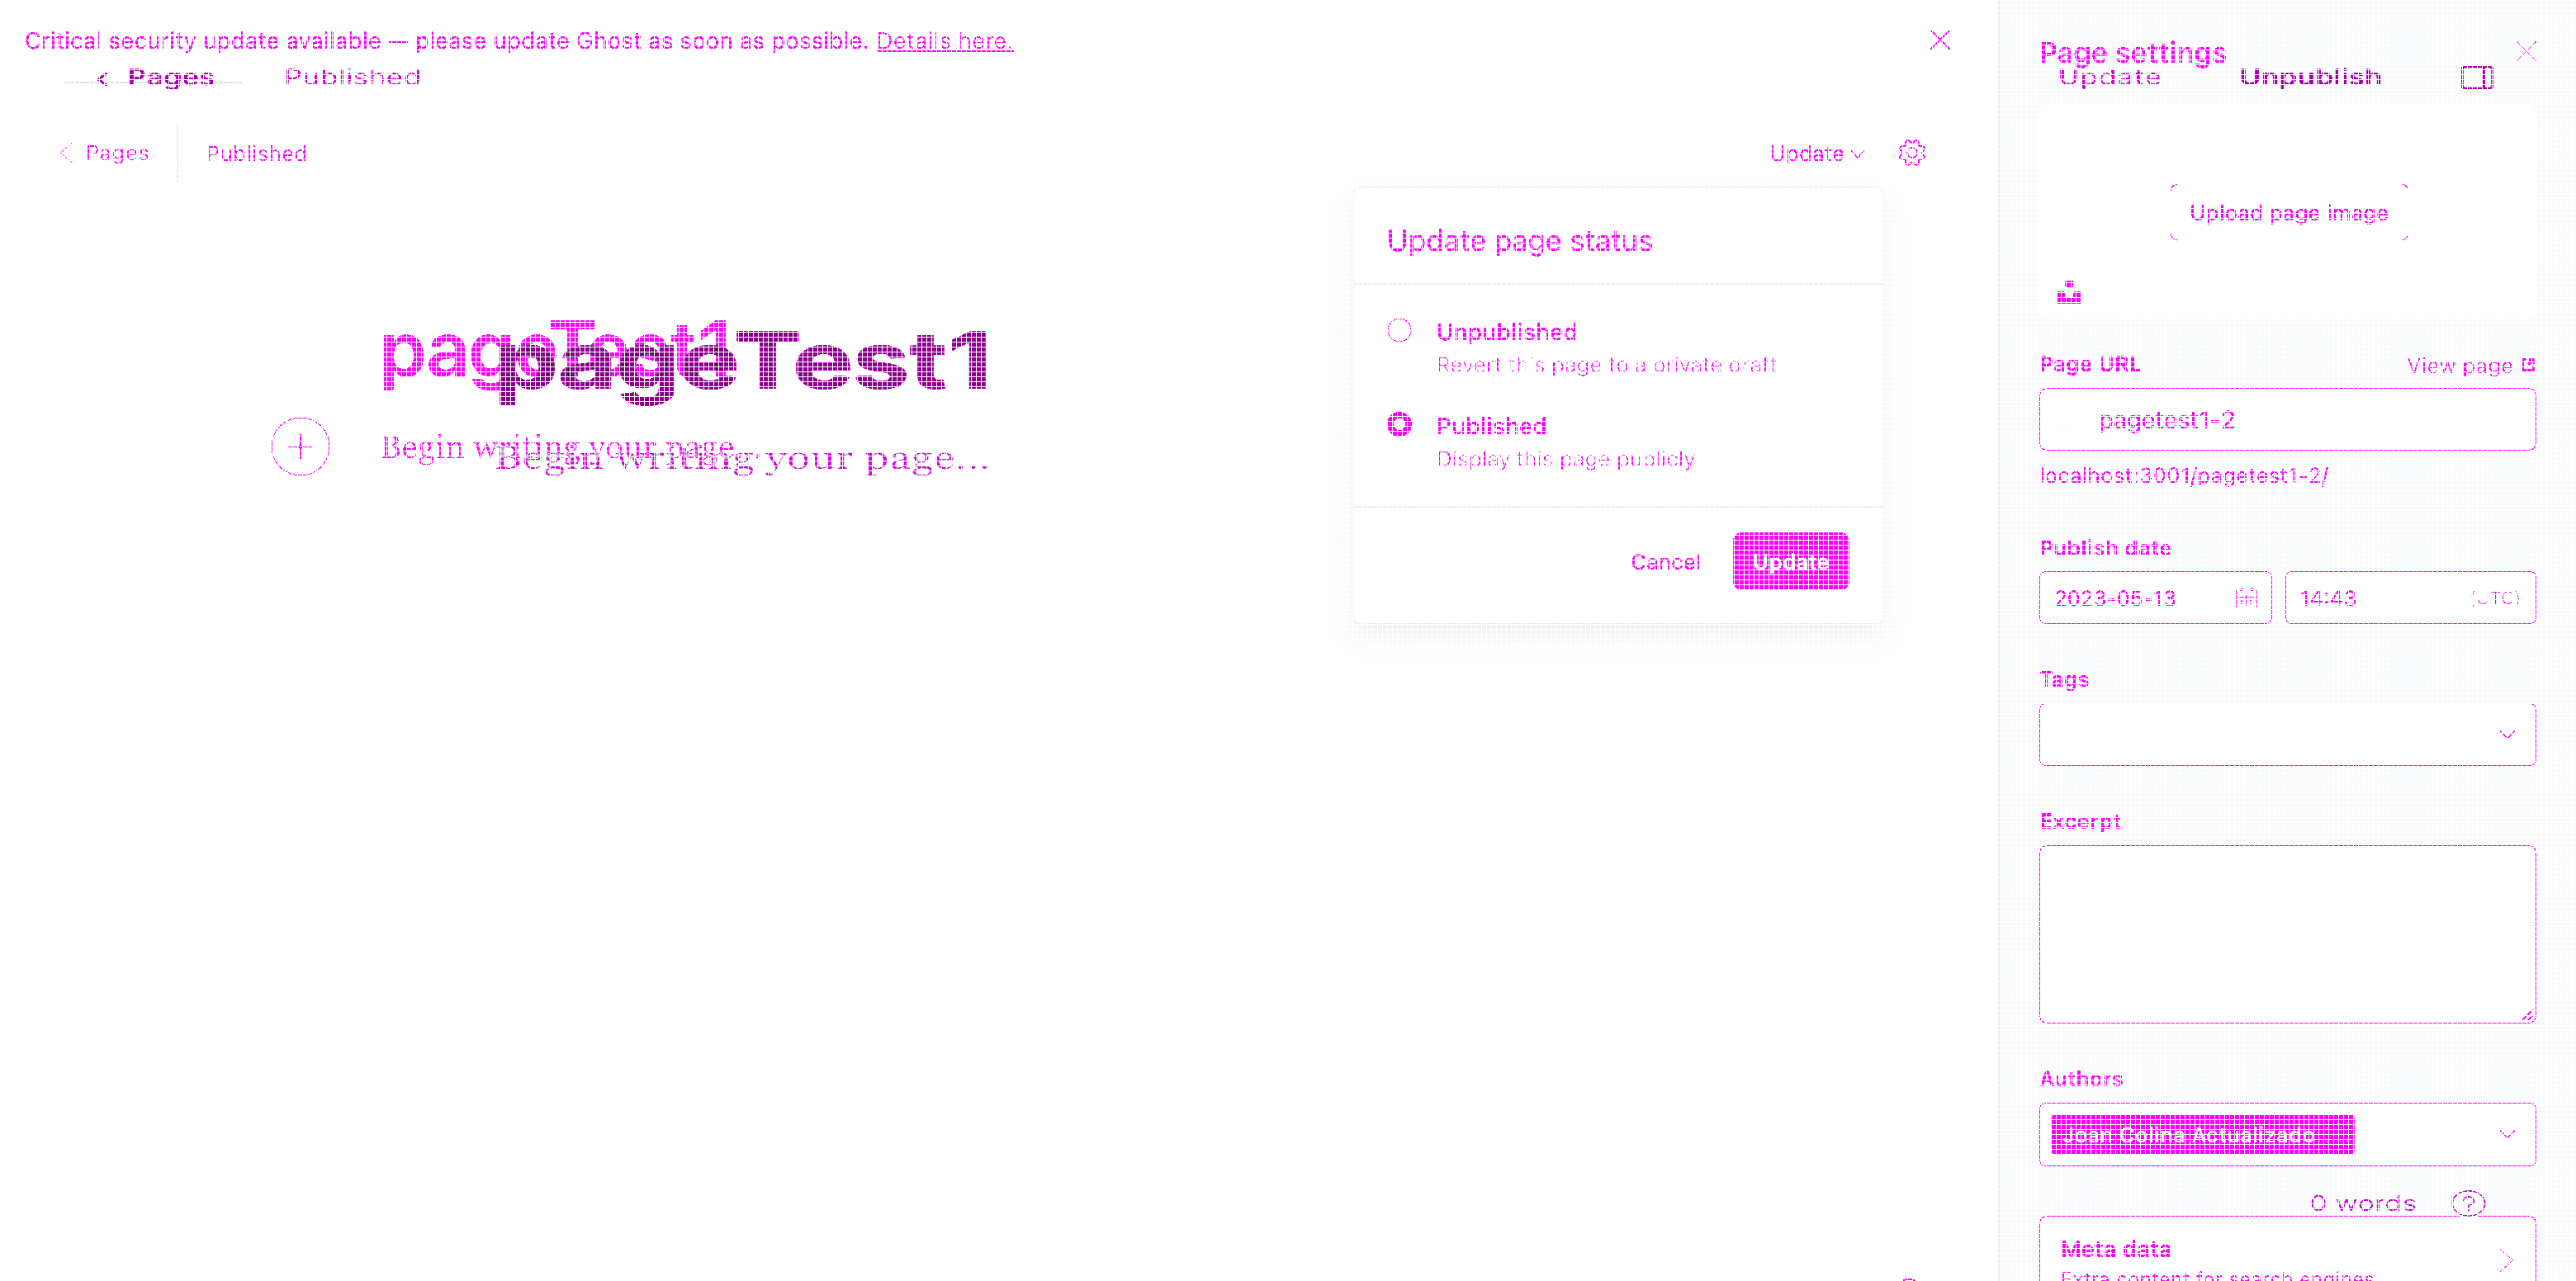 Critical security update available — please update Ghost as soon as possible. Details here.
Page settings
Pages
Published
Update
Unpublish
Pages
Published
Update
Upload page image
Update page status
pageTest1
pageTest1
Unpublished
Revert this page to a private draft
Page URL
View page
Published
Display this page publicly
pagetest1-2
Begin writing your page...
Begin writing your page...
localhost:3001/pagetest1-2/
Cancel
Update
Publish date
2023-05-13
14:43
(UTC)
Tags
Excerpt
Authors
Joan Colina Actualizado
0 words
?
Meta data
Extra content for search engines